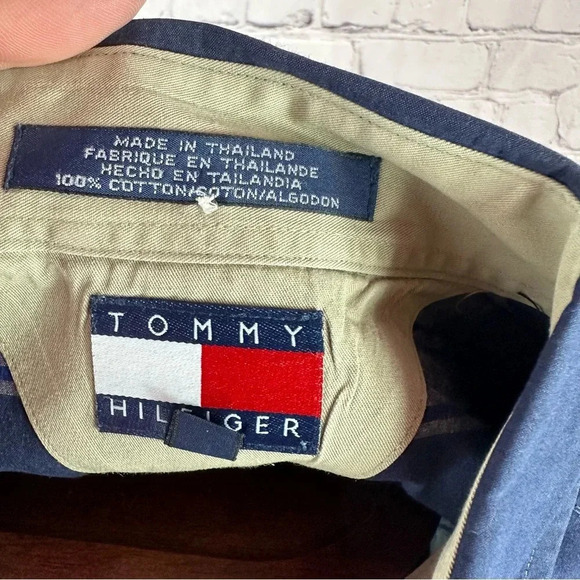 MADE IN THAILAND
FABRIQUE EN THAILANDE
HECHO EN TAILANDIA
100% COTTON/COTON/ALGODON
TOMMY
HILFIGER